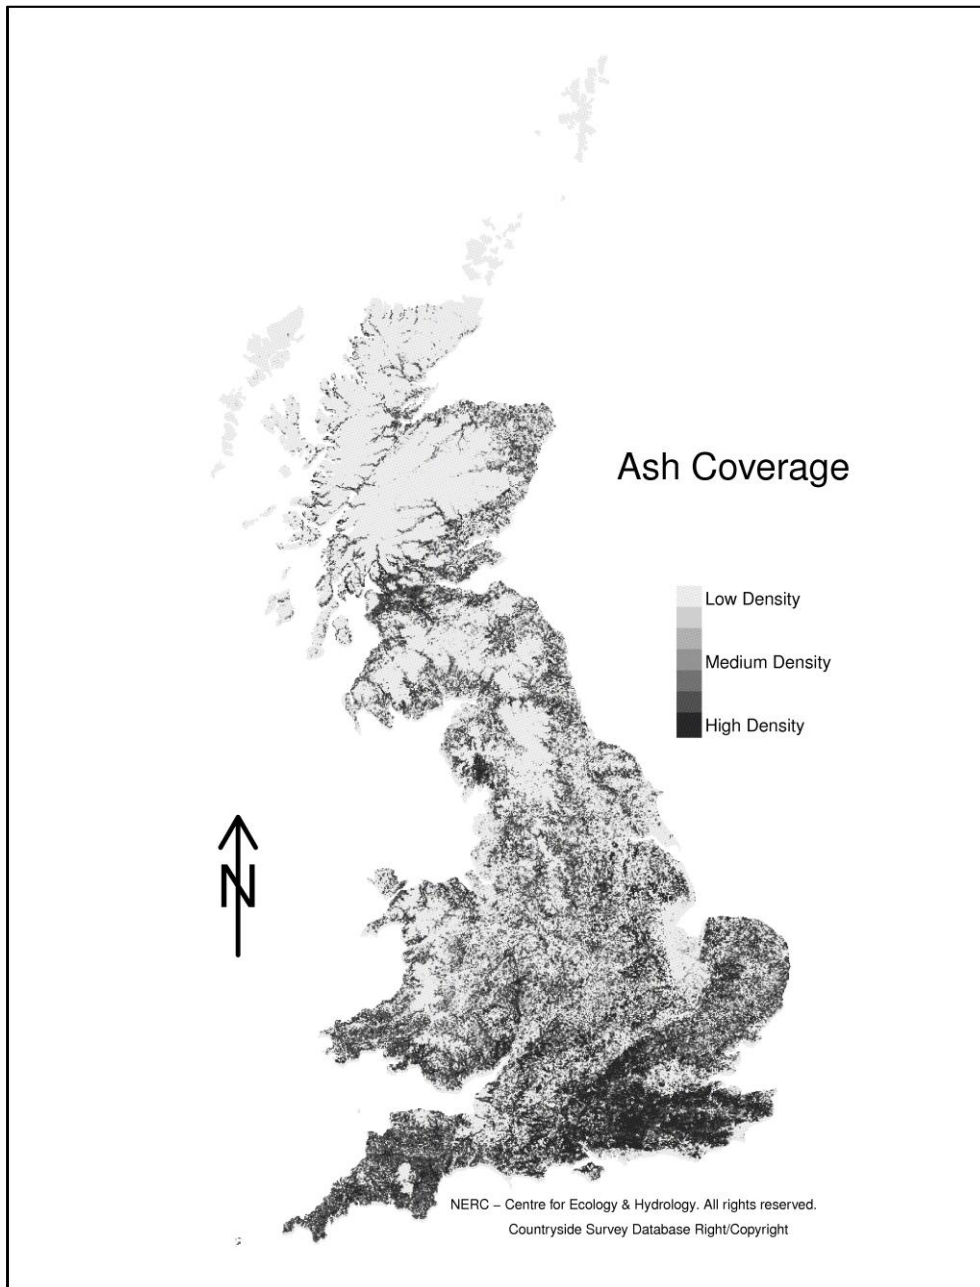 Ash Coverage
Low Density
Medium Density
High Density
N
NERC – Centre for Ecology & Hydrology. All rights reserved.
Countryside Survey Database Right/Copyright